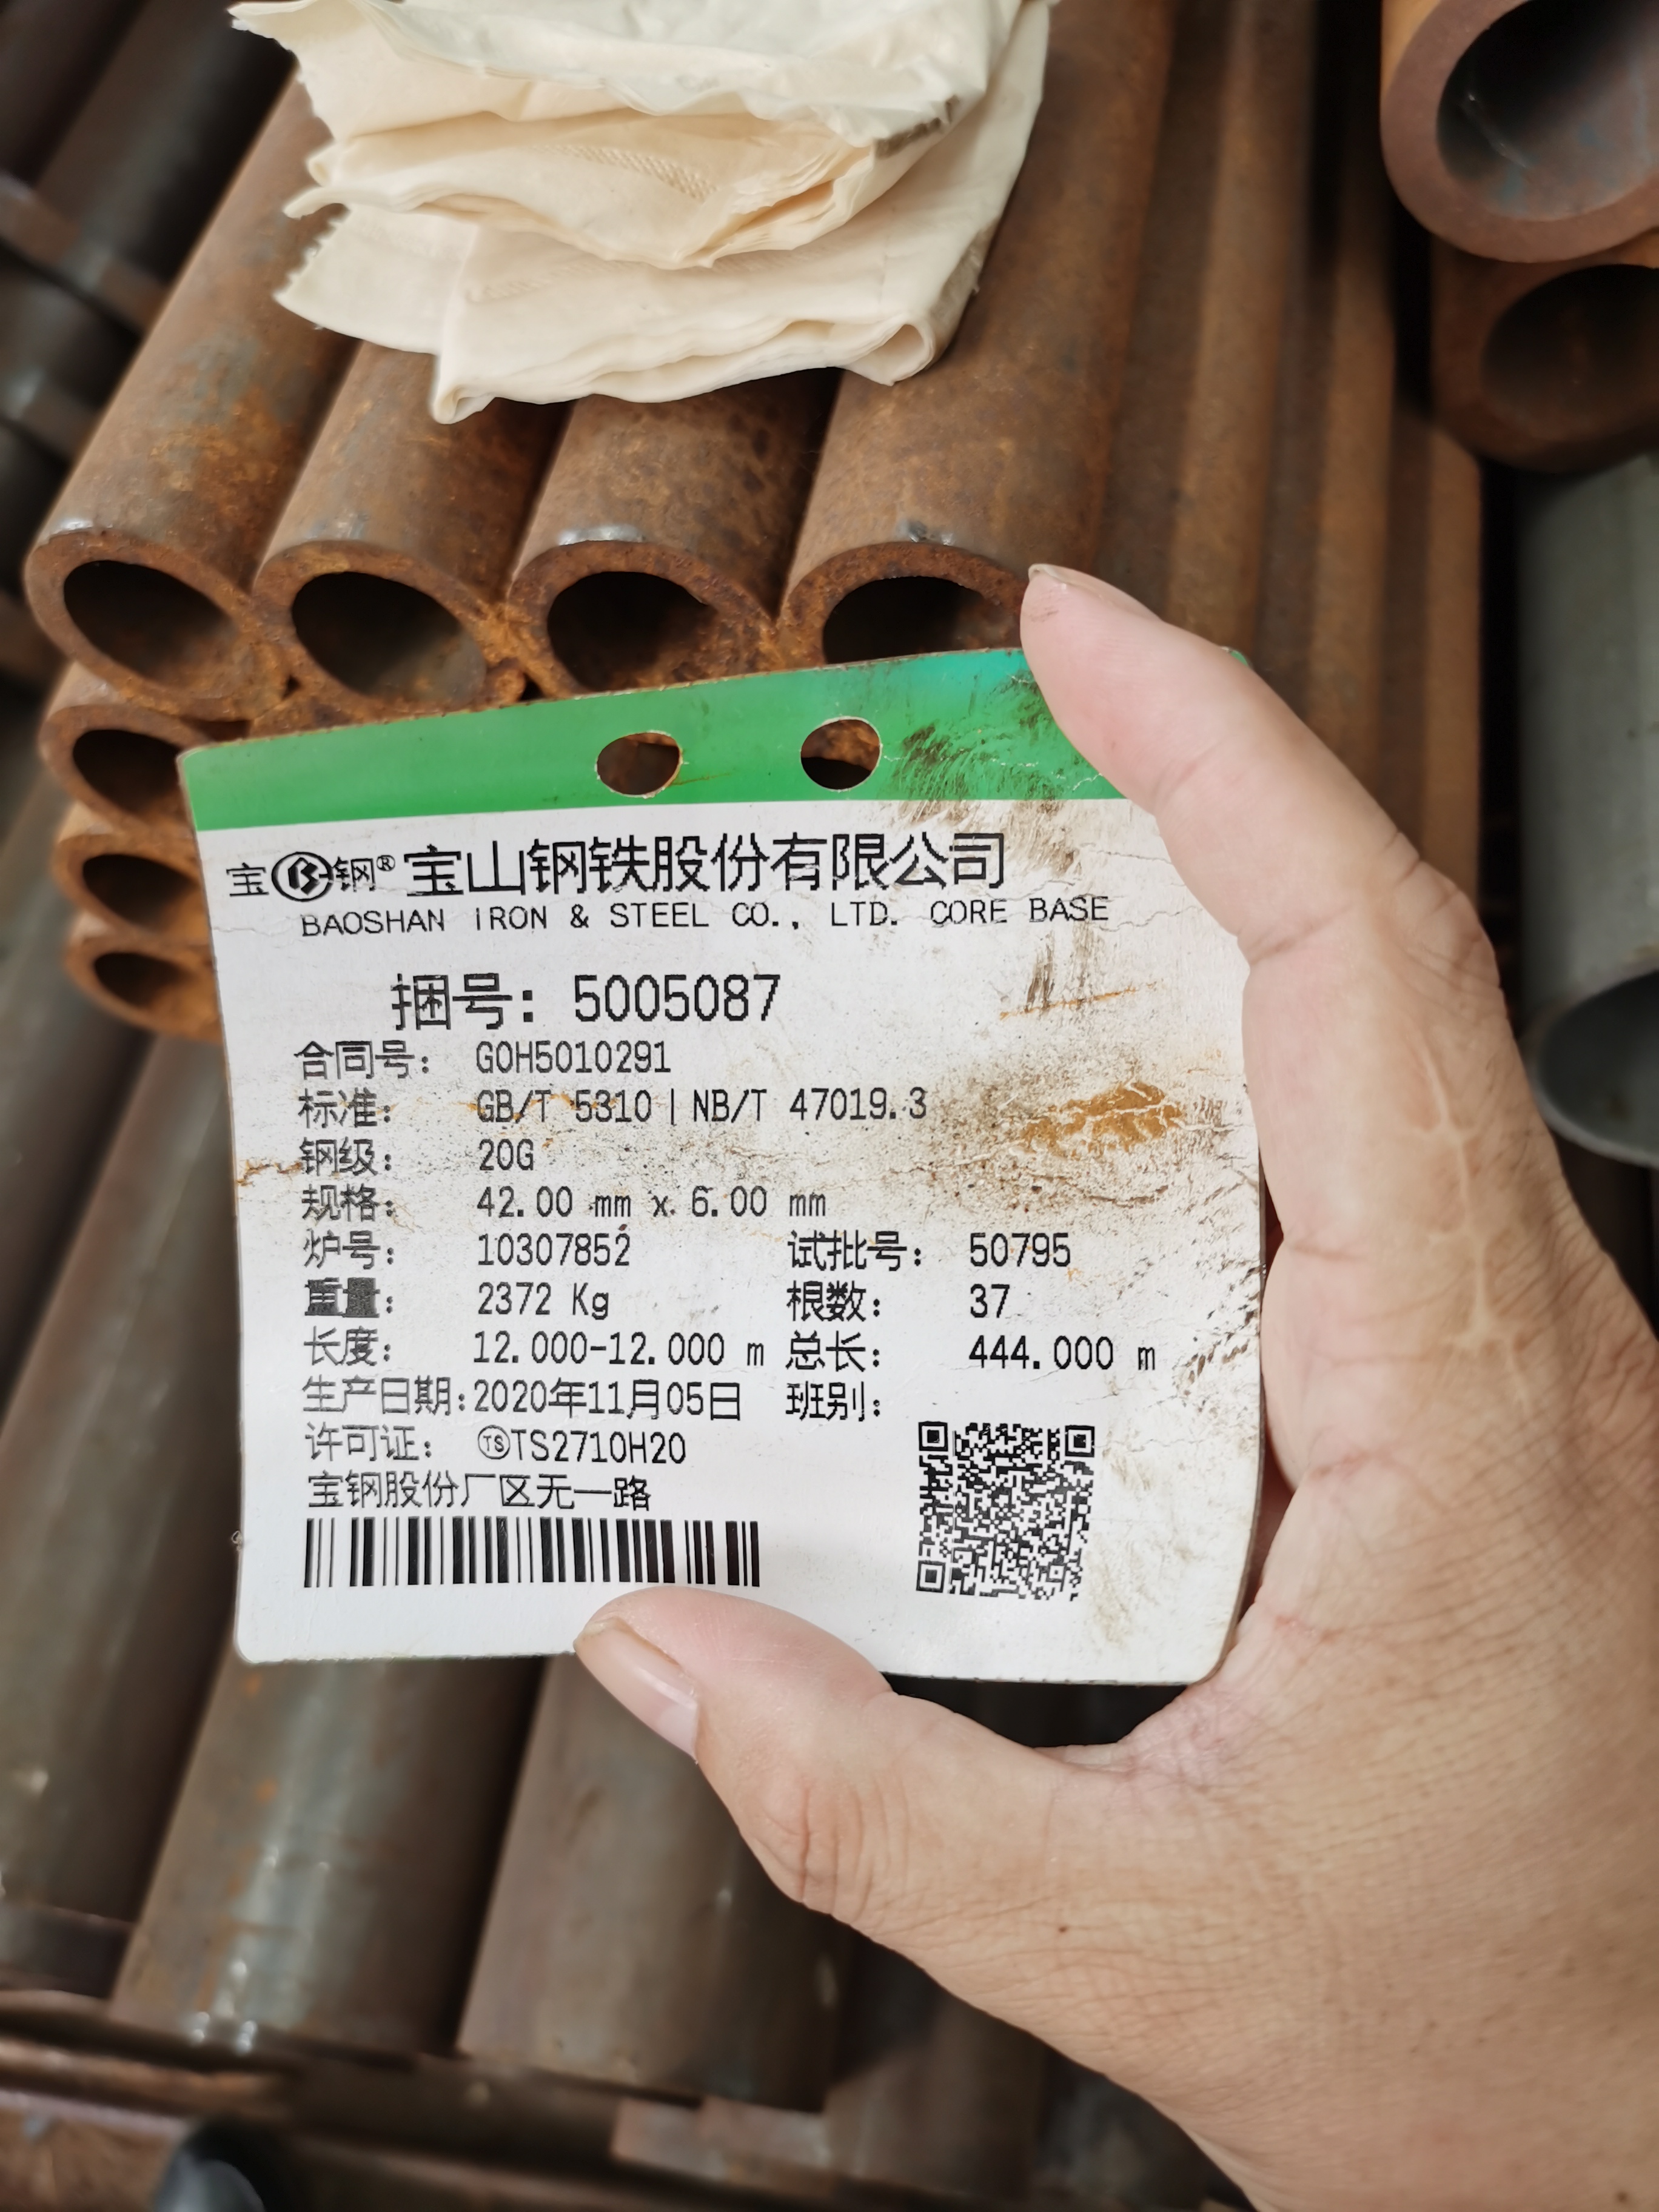 宝钢® 宝山钢铁股份有限公司
BAOSHAN IRON & STEEL CO., LTD. CORE BASE
捆号: 5005087
合同号: G0H5010291
标准: GB/T 5310|NB/T 47019.3
钢级: 20G
规格: 42.00 mm x 6.00 mm
炉号: 10307852 试批号: 50795
重量: 2372 Kg 根数: 37
长度: 12.000-12.000 m 总长: 444.000 m
生产日期:2020年11月05日 班别:
许可证: TSTS2710H20
宝钢股份厂区无一路